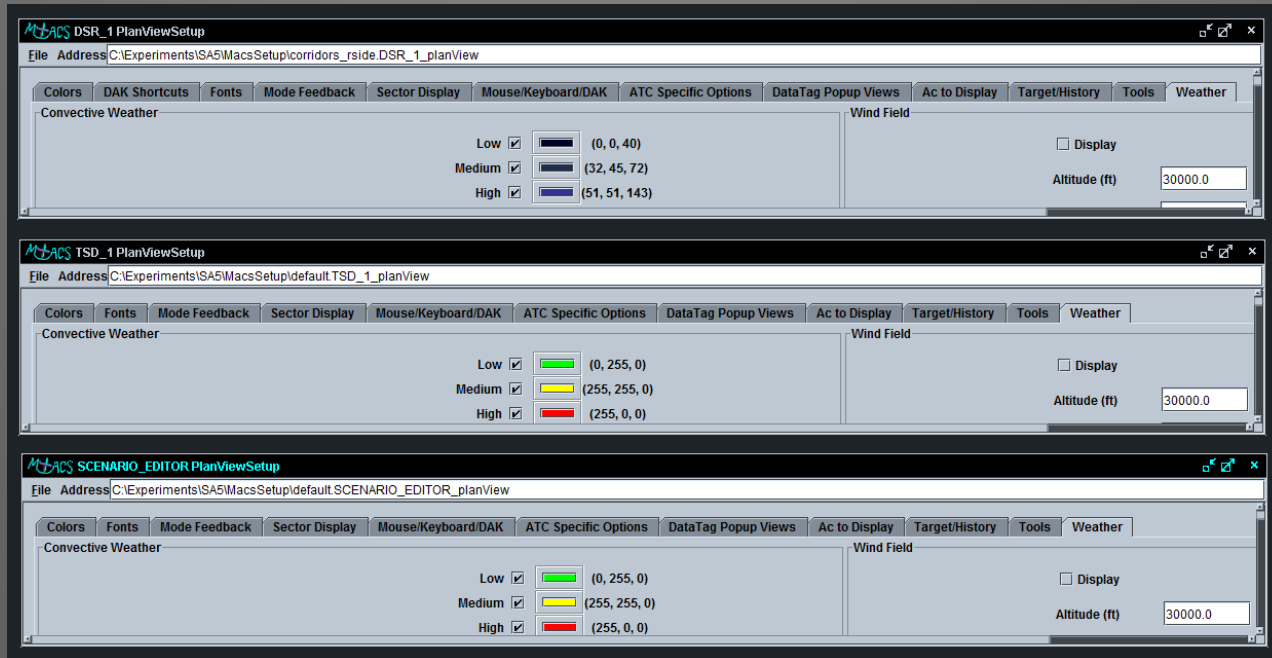 MACS DSR_1 PlanViewSetup
File Address C:\Experiments\SA5\MacsSetup\corridors_rside.DSR_1_planView
Colors DAK Shortcuts Fonts Mode Feedback Sector Display Mouse/Keyboard/DAK ATC Specific Options DataTag Popup Views Ac to Display Target/History Tools Weather
Convective Weather Wind Field
Low (0, 0, 40) Display
Medium (32, 45, 72)
Altitude (ft) 30000.0
High (51, 51, 143)
MACS TSD_1 PlanViewSetup
File Address C:\Experiments\SA5\MacsSetup\default.TSD_1_planView
Colors Fonts Mode Feedback Sector Display Mouse/Keyboard/DAK ATC Specific Options DataTag Popup Views Ac to Display Target/History Tools Weather
Convective Weather Wind Field
Low (0, 255, 0) Display
Medium (255, 255, 0)
Altitude (ft) 30000.0
High (255, 0, 0)
MACS SCENARIO_EDITOR PlanViewSetup
File Address C:\Experiments\SA5\MacsSetup\default.SCENARIO_EDITOR_planView
Colors Fonts Mode Feedback Sector Display Mouse/Keyboard/DAK ATC Specific Options DataTag Popup Views Ac to Display Target/History Tools Weather
Convective Weather Wind Field
Low (0, 255, 0) Display
Medium (255, 255, 0)
Altitude (ft) 30000.0
High (255, 0, 0)